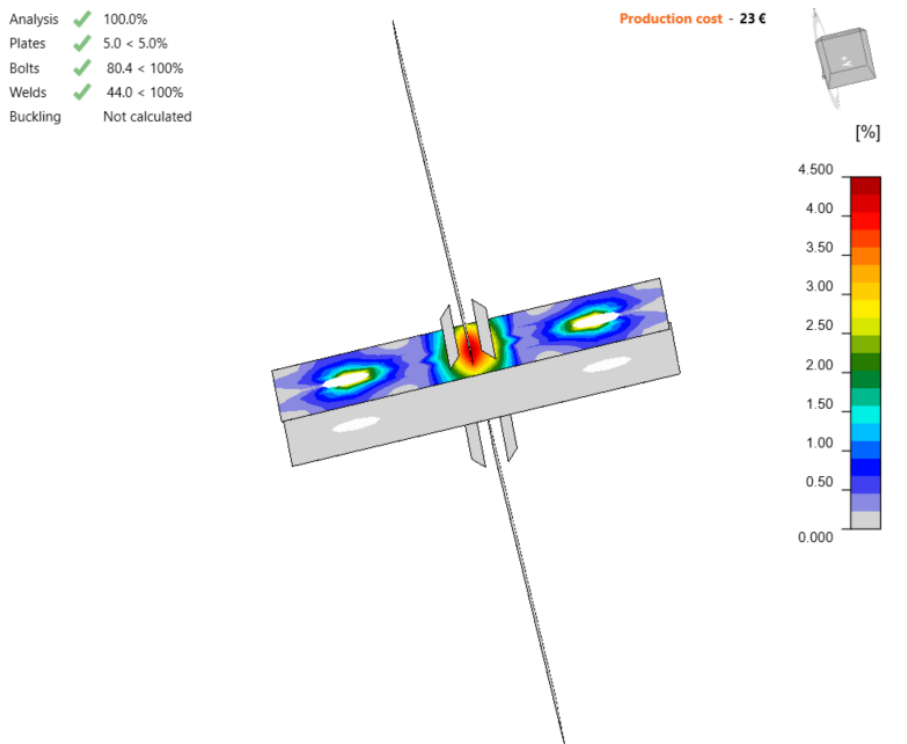 Analysis 100.0%
Plates 5.0 < 5.0%
Bolts 80.4 < 100%
Welds 44.0 < 100%
Buckling Not calculated
Production cost - 23 €
[%]
4.500
4.00
3.50
3.00
2.50
2.00
1.50
1.00
0.50
0.000